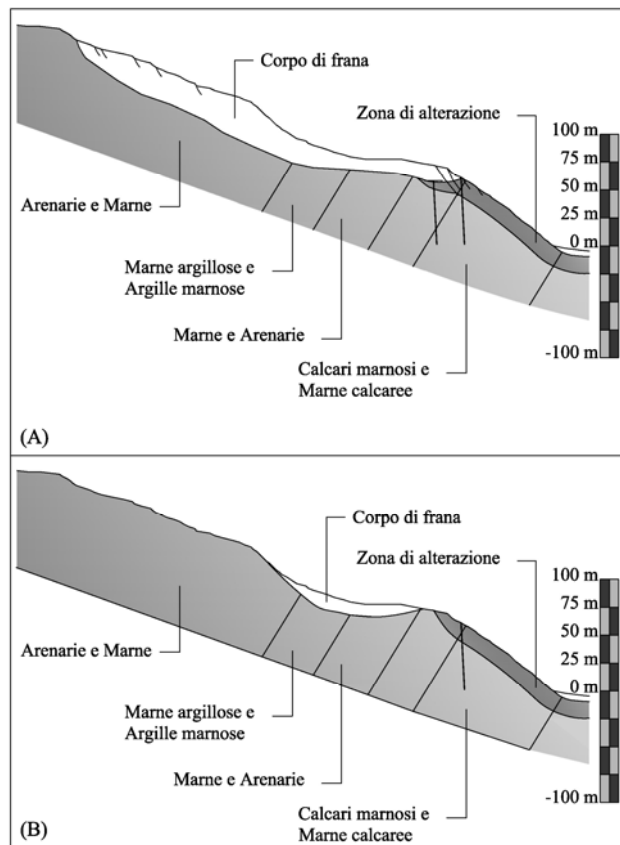 Corpo di frana
Zona di alterazione
100 m
75 m
50 m
25 m
0 m
-100 m
Arenarie e Marne
Marne argillose e
Argille marnose
Marne e Arenarie
Calcari marnosi e
Marne calcaree
(A)
Corpo di frana
Zona di alterazione
100 m
75 m
50 m
25 m
0 m
-100 m
Arenarie e Marne
Marne argillose e
Argille marnose
Marne e Arenarie
Calcari marnosi e
Marne calcaree
(B)